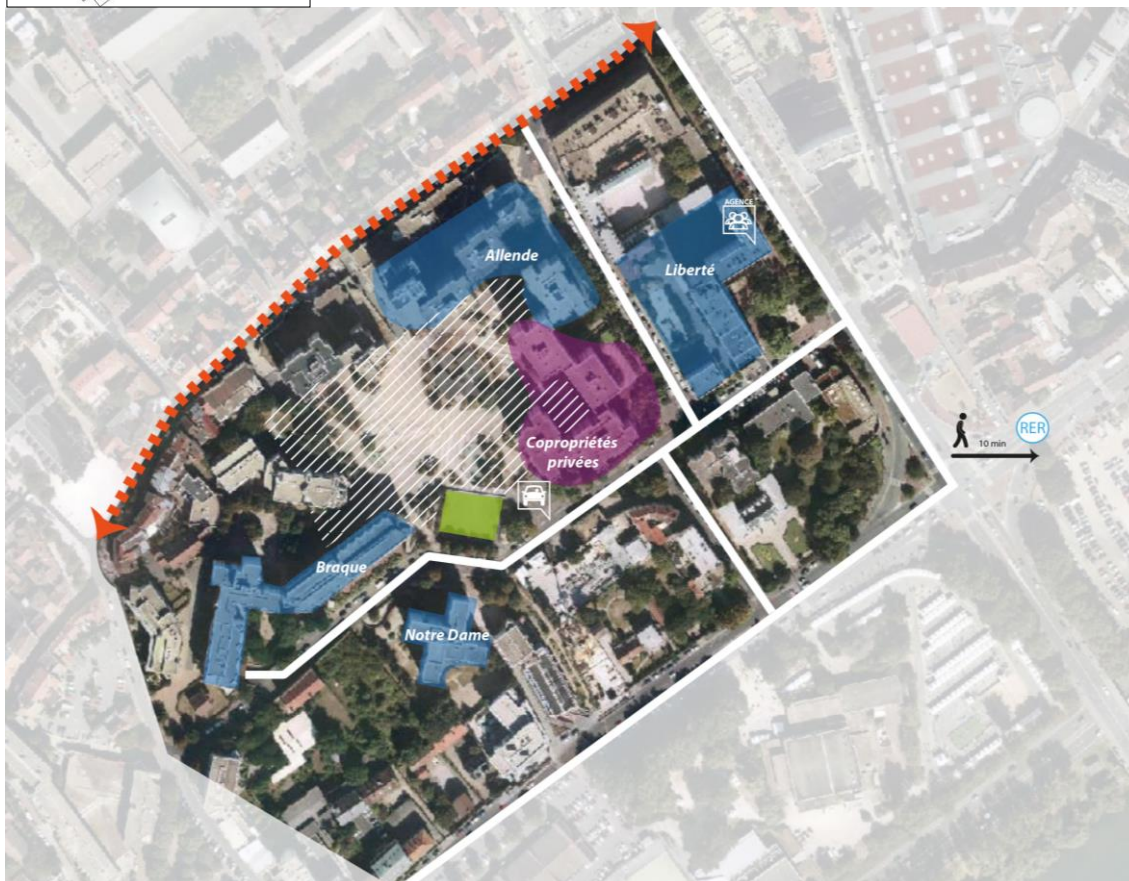 AGENCE
Allende
Liberté
RER
10 min
Copropriétés
privées
Braque
Notre Dame